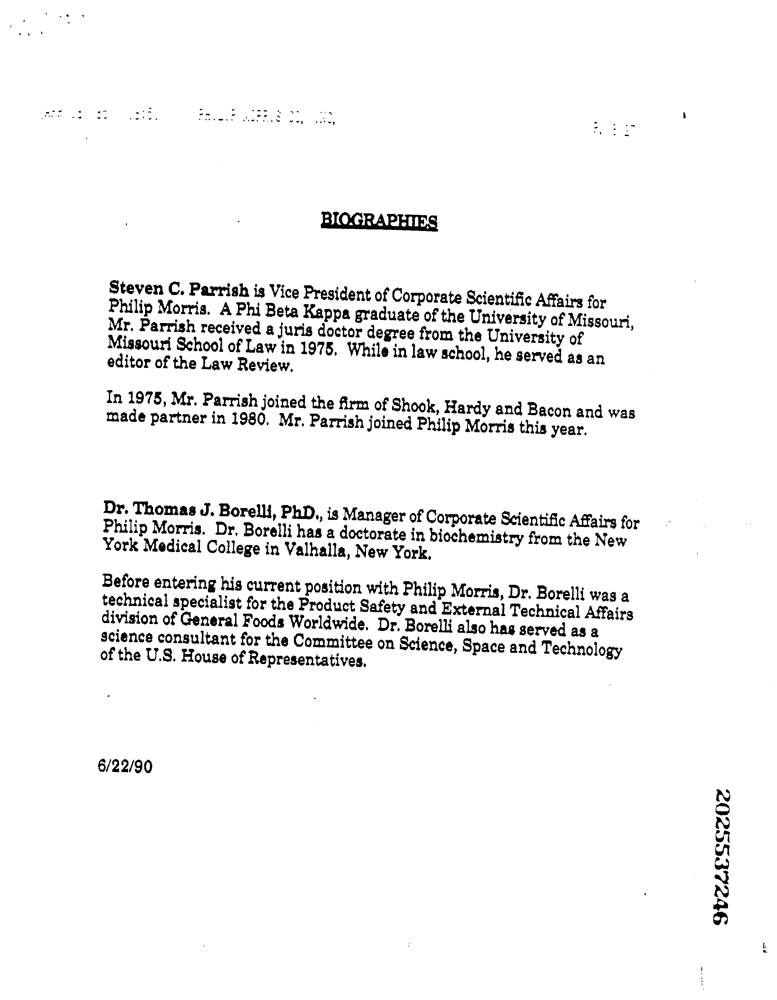 PHILIP MORRIS CO, INC,
BIOGRAPHIES
Steven C. Parrish is Vice President of Corporate Scientific Affairs for
Philip Morris. A Phi Beta Kappa graduate of the University of Missouri,
Mr. Parrish received a juris doctor degree from the University of
Missouri School of Law in 1975. While in law school, he served as an
editor of the Law Review.
In 1975, Mr. Parrish joined the firm of Shook, Hardy and Bacon and was
made partner in 1980. Mr. Parrish joined Philip Morris this year.
Dr. Thomas J. Borelli, PhD., is Manager of Corporate Scientific Affairs for
Philip Morris. Dr. Borelli has a doctorate in biochemistry from the New
York Medical College in Valhalla, New York.
Before entering his current position with Philip Morris, Dr. Borelli was a
technical specialist for the Product Safety and External Technical Affairs
division of General Foods Worldwide. Dr. Borelli also has served as a
science consultant for the Committee on Science, Space and Technology
of the U.S. House of Representatives.
6/22/90
2025537246